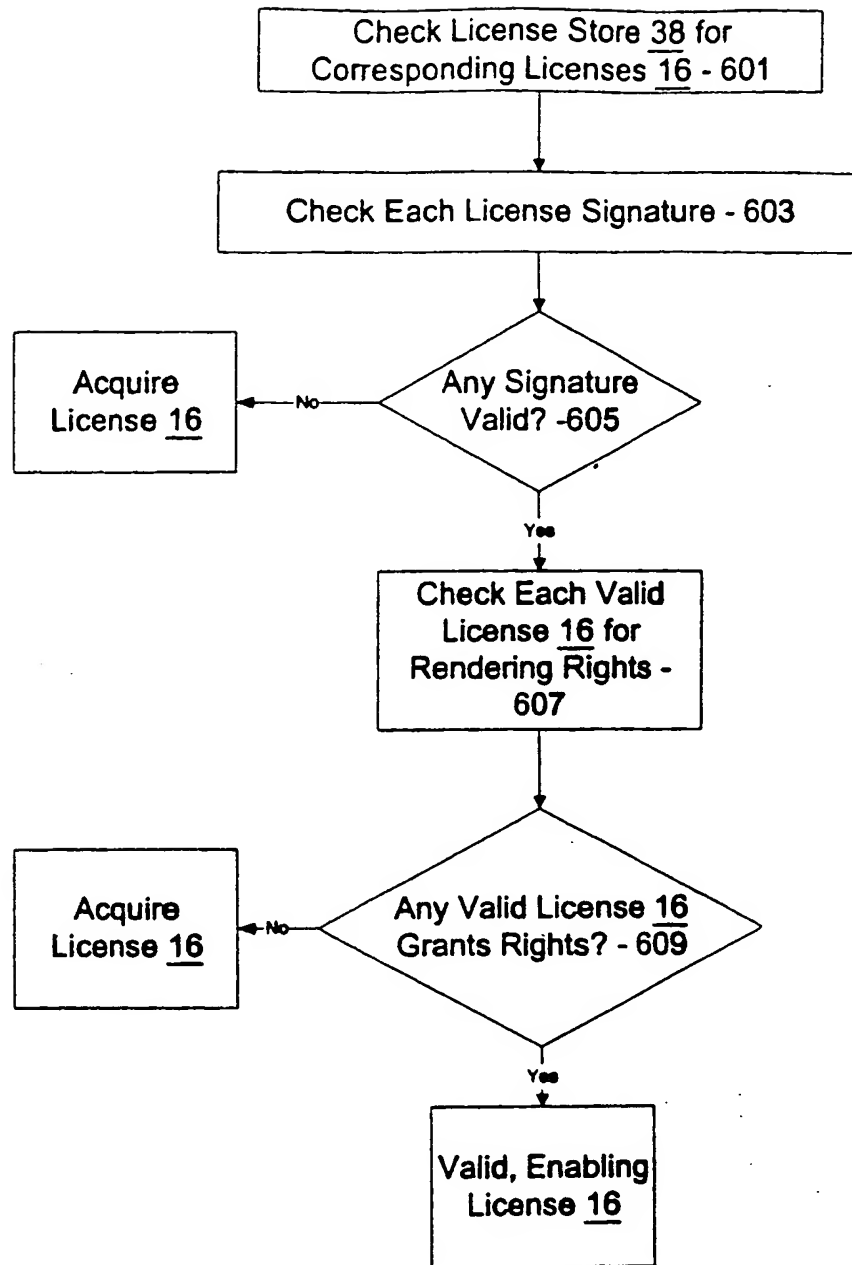 Check License Store 38 for
Corresponding Licenses 16 - 601
Check Each License Signature - 603
Any Signature
Valid? -605
No
Acquire
License 16
Yes
Check Each Valid
License 16 for
Rendering Rights -
607
Any Valid License 16
Grants Rights? - 609
No
Acquire
License 16
Yes
Valid, Enabling
License 16